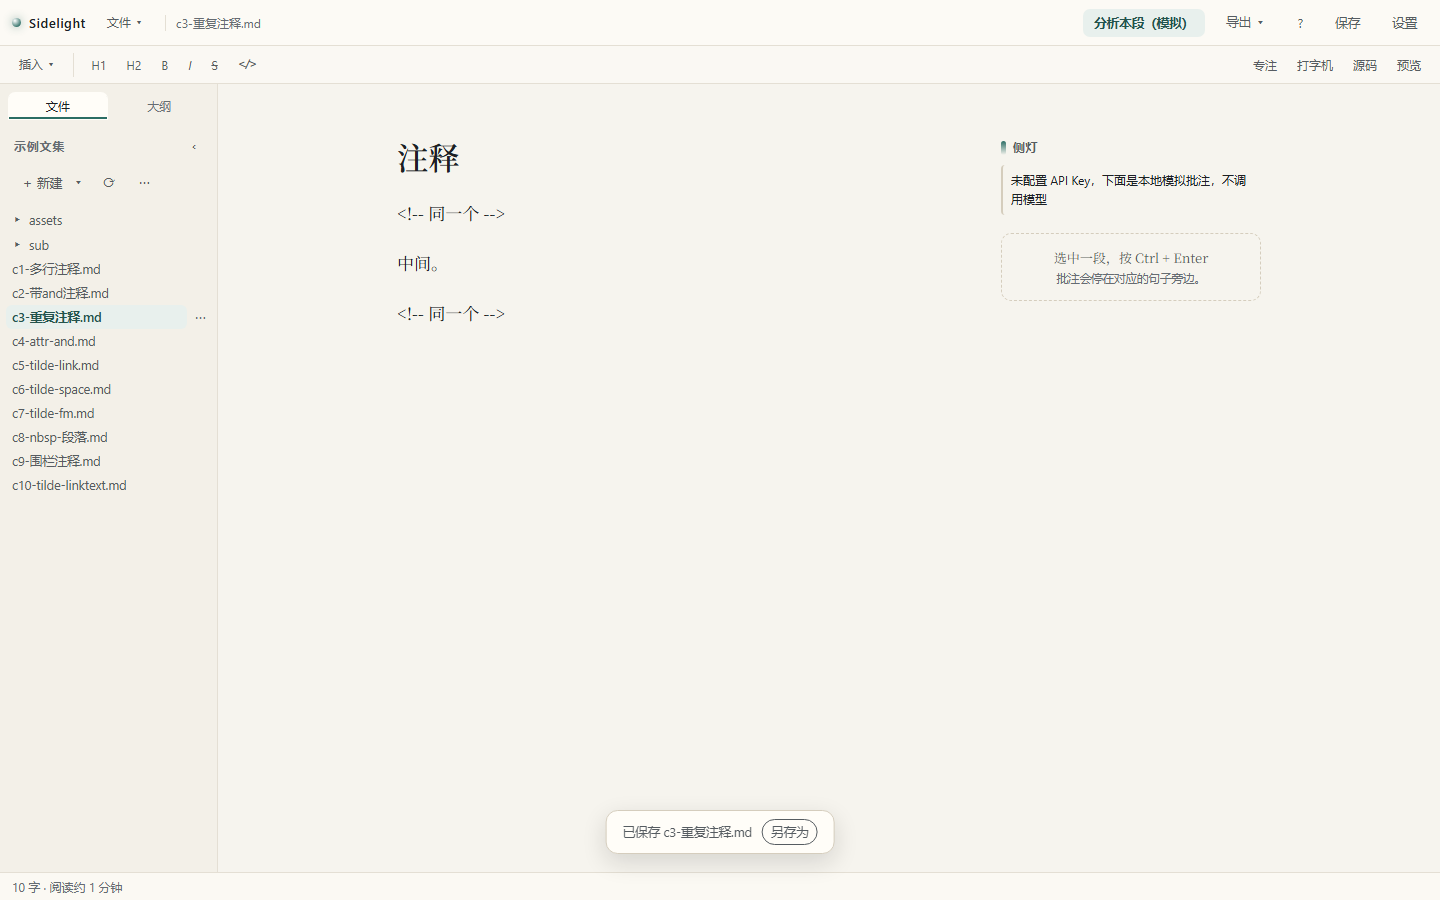 Sidelight 文件 c3-重复注释.md 分析本段（模拟） 导出 ? 保存 设置
插入 H1 H2 B I S </> 专注 打字机 源码 预览
文件 大纲
示例文集 ‹
+ 新建 ...
assets
sub
c1-多行注释.md
c2-带and注释.md
c3-重复注释.md ...
c4-attr-and.md
c5-tilde-link.md
c6-tilde-space.md
c7-tilde-fm.md
c8-nbsp-段落.md
c9-围栏注释.md
c10-tilde-linktext.md
注释
<!-- 同一个 -->
中间。
<!-- 同一个 -->
侧灯
未配置 API Key，下面是本地模拟批注，不调
用模型
选中一段，按 Ctrl + Enter
批注会停在对应的句子旁边。
已保存 c3-重复注释.md 另存为
10 字 · 阅读约 1 分钟